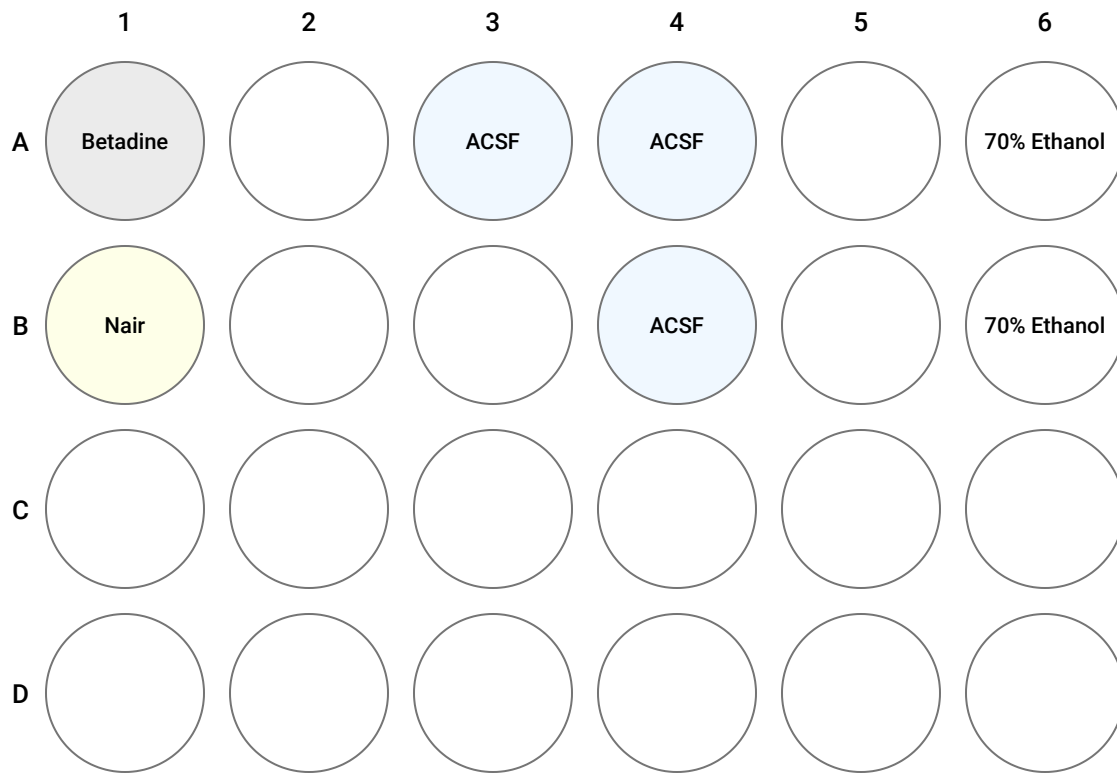 1 2 3 4 5 6
A Betadine ACSF ACSF 70% Ethanol
B Nair ACSF 70% Ethanol
C
D